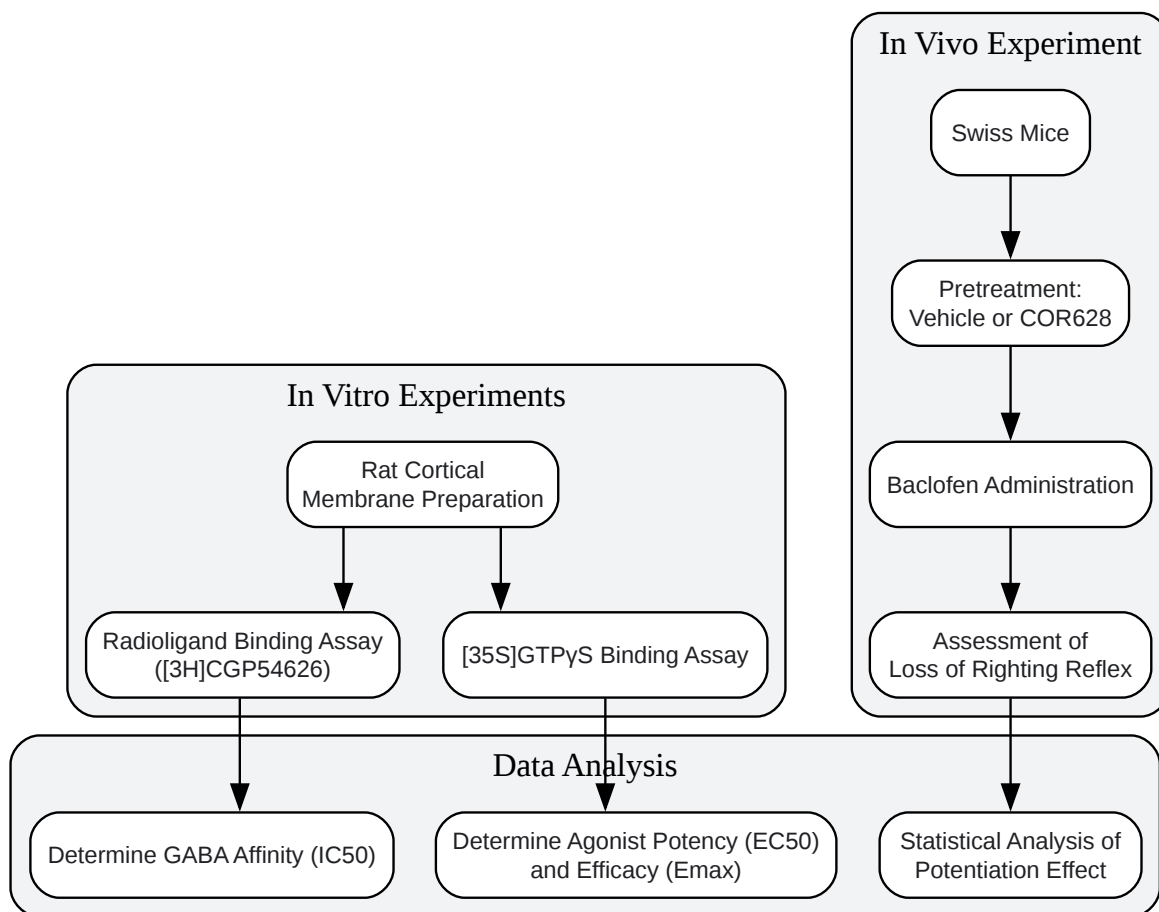 In Vivo Experiment
Swiss Mice
Pretreatment:
Vehicle or COR628
Baclofen Administration
Assessment of
Loss of Righting Reflex
In Vitro Experiments
Rat Cortical
Membrane Preparation
Radioligand Binding Assay
([3H]CGP54626)
[35S]GTPγS Binding Assay
Data Analysis
Determine GABA Affinity (IC50)
Determine Agonist Potency (EC50)
and Efficacy (Emax)
Statistical Analysis of
Potentiation Effect